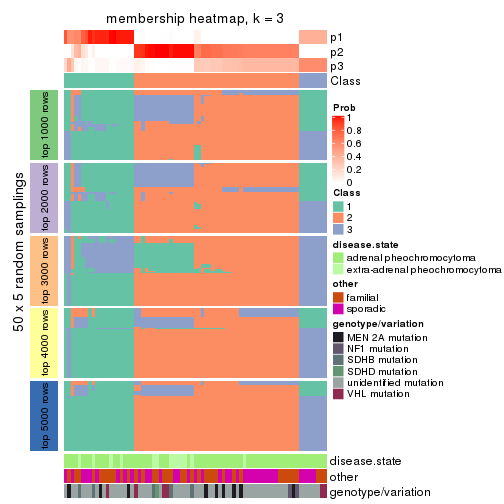 membership heatmap, k = 3
p1
p2
p3
Class
50 x 5 random samplings
top 1000 rows
top 2000 rows
top 3000 rows
top 4000 rows
top 5000 rows
disease.state
other
genotype/variation
Prob
1
0.8
0.6
0.4
0.2
0
Class
1
2
3
disease.state
adrenal pheochromocytoma
extra-adrenal pheochromocytoma
other
familial
sporadic
genotype/variation
MEN 2A mutation
NF1 mutation
SDHB mutation
SDHD mutation
unidentified mutation
VHL mutation